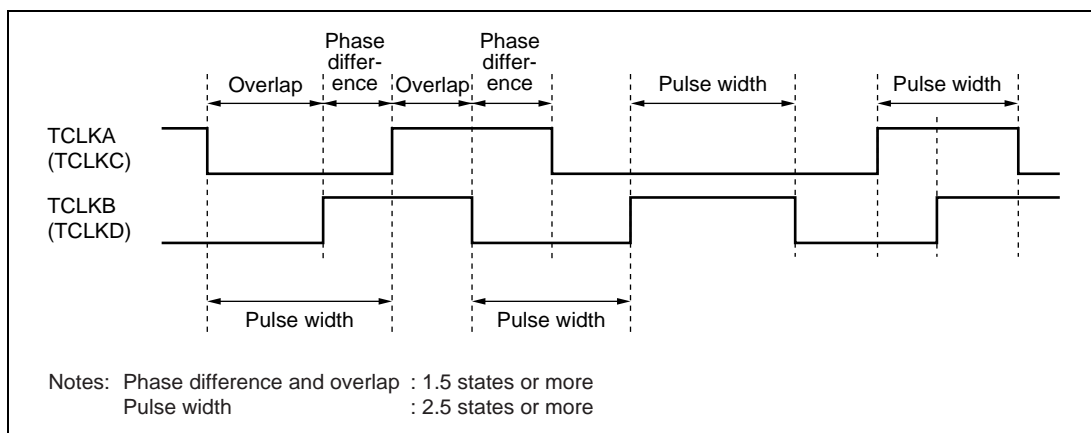 Phase
differ-
ence
Phase
differ-
ence
Overlap
Overlap
Pulse width
Pulse width
TCLKA
(TCLKC)
TCLKB
(TCLKD)
Pulse width
Pulse width
Notes: Phase difference and overlap : 1.5 states or more
Pulse width : 2.5 states or more